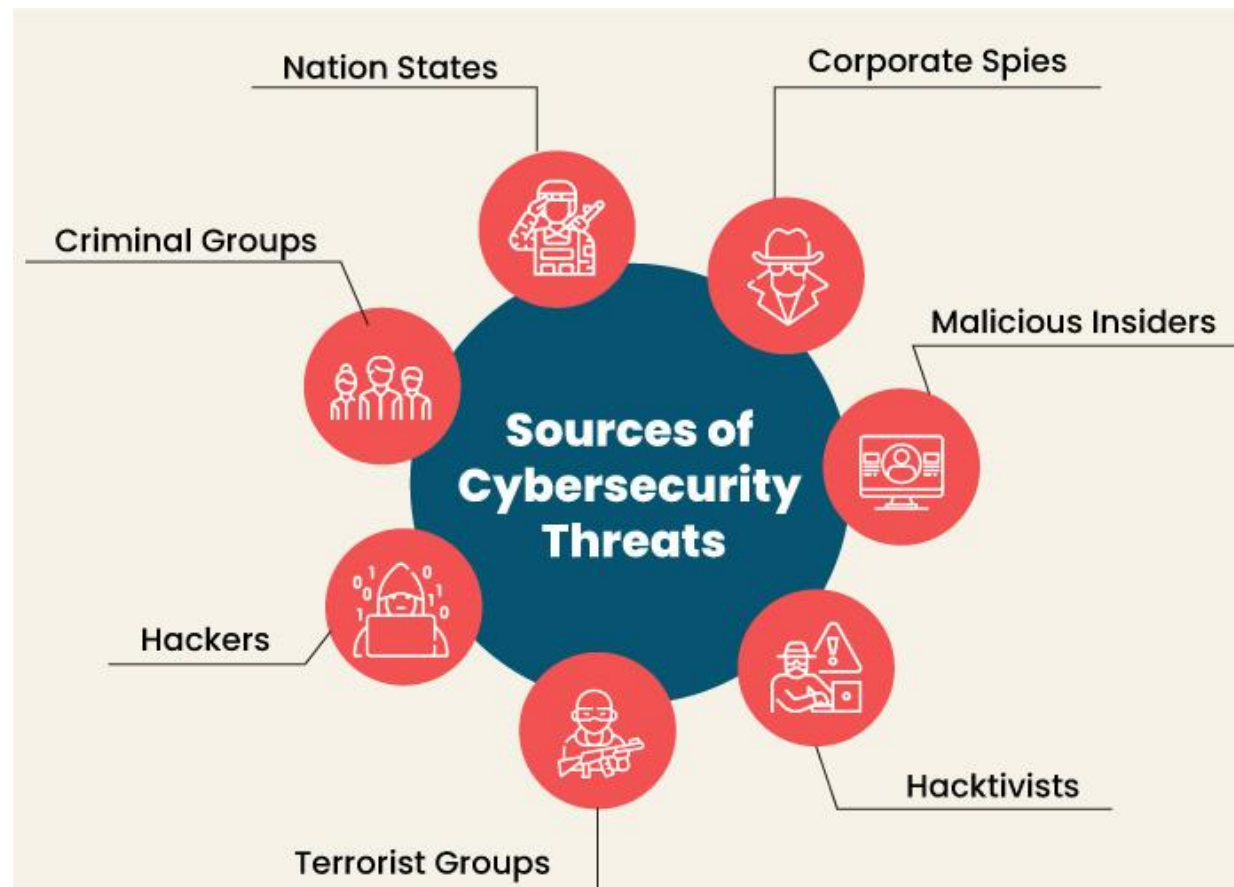 Nation States
Corporate Spies
Criminal Groups
Malicious Insiders
Sources of
Cybersecurity
Threats
Hackers
Hacktivists
Terrorist Groups